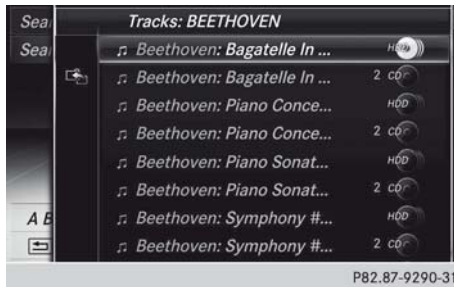 Sea
Tracks: BEETHOVEN
Sea
♫ Beethoven: Bagatelle In ... HDD
♫ Beethoven: Bagatelle In ... 2 CD
♫ Beethoven: Piano Conce... HDD
♫ Beethoven: Piano Conce... 2 CD
♫ Beethoven: Piano Sonat... HDD
♫ Beethoven: Piano Sonat... 2 CD
A B
♫ Beethoven: Symphony #... HDD
♫ Beethoven: Symphony #... 2 CD
P82.87-9290-31